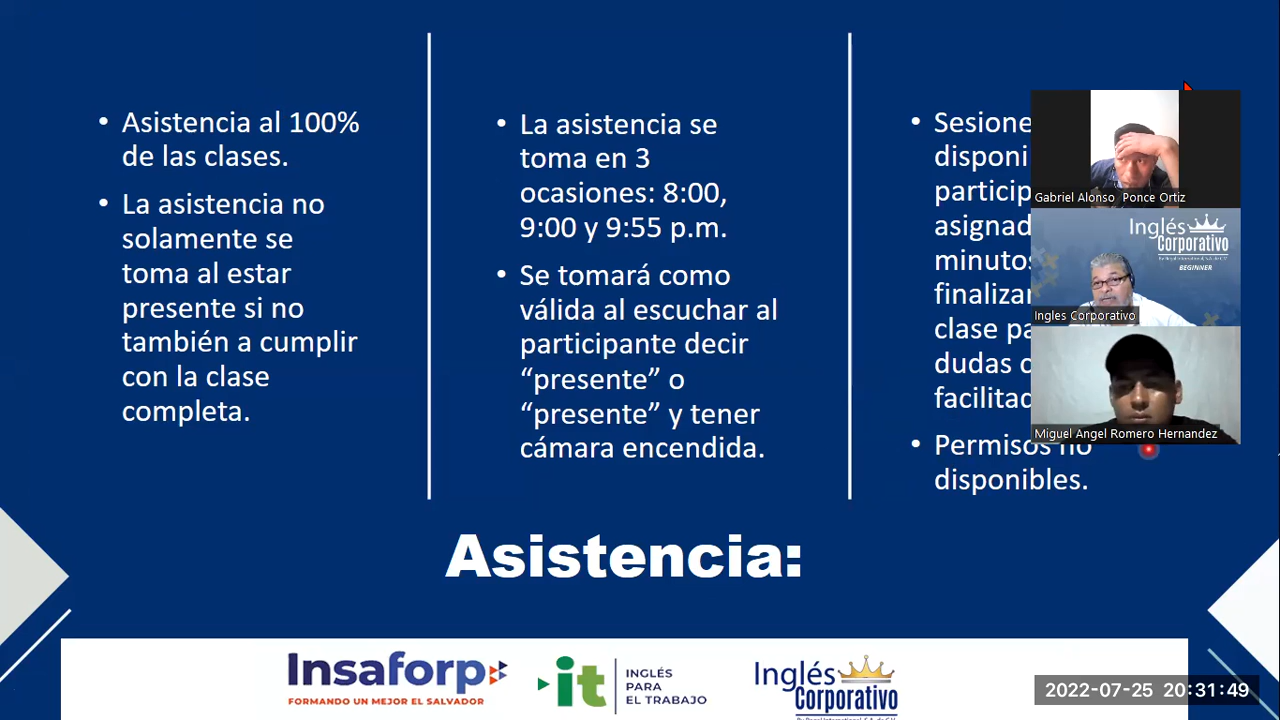 • Asistencia al 100%
de las clases.
• La asistencia no
solamente se
toma al estar
presente si no
también a cumplir
con la clase
completa.
• La asistencia se
toma en 3
ocasiones: 8:00,
9:00 y 9:55 p.m.
• Se tomará como
válida al escuchar al
participante decir
“presente” o
“presente” y tener
cámara encendida.
• Sesione
disponi
particip
asignad
minutos
finalizar
clase pa
dudas
facilitad
• Permisos no
disponibles.
Gabriel Alonso Ponce Ortiz
Inglés
Corporativo
BEGINNER
Ingles Corporativo
Miguel Angel Romero Hernandez
Asistencia:
Insaforp
FORMANDO UN MEJOR EL SALVADOR
it
INGLÉS
PARA
EL TRABAJO
Inglés
Corporativo
2022-07-25 20:31:49